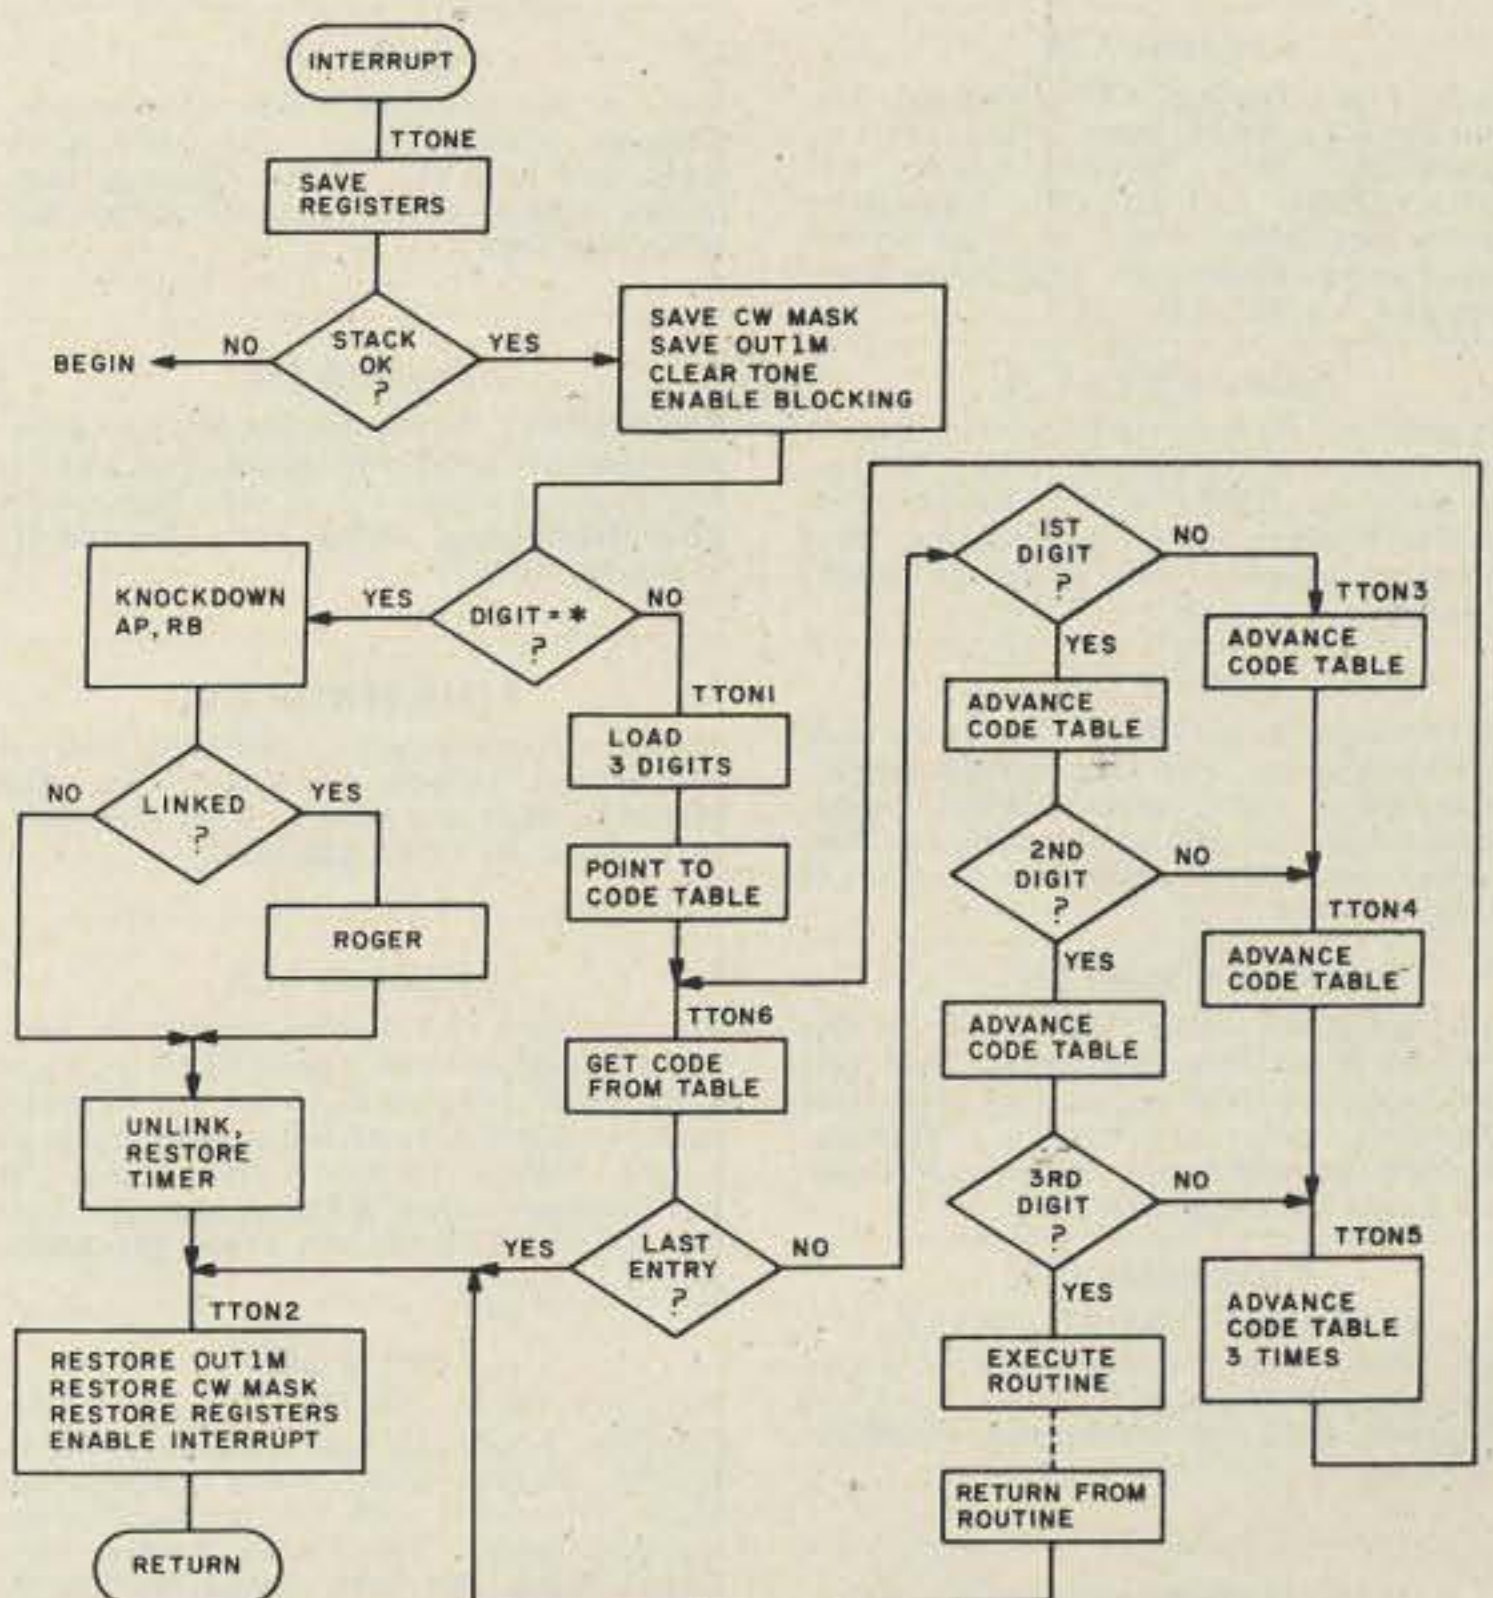 INTERRUPT
TTONE
SAVE
REGISTERS
STACK
OK
?
NO
YES
BEGIN
SAVE CW MASK
SAVE OUT1M
CLEAR TONE
ENABLE BLOCKING
DIGIT = *
?
YES
NO
KNOCKDOWN
AP, RB
LINKED
?
NO
YES
ROGER
UNLINK,
RESTORE
TIMER
TTON1
LOAD
3 DIGITS
POINT TO
CODE TABLE
TTON6
GET CODE
FROM TABLE
LAST
ENTRY
?
YES
NO
TTON2
RESTORE OUT1M
RESTORE CW MASK
RESTORE REGISTERS
ENABLE INTERRUPT
RETURN
1ST
DIGIT
?
NO
YES
TTON3
ADVANCE
CODE TABLE
ADVANCE
CODE TABLE
2ND
DIGIT
?
NO
YES
TTON4
ADVANCE
CODE TABLE
ADVANCE
CODE TABLE
3RD
DIGIT
?
NO
YES
TTON5
ADVANCE
CODE TABLE
3 TIMES
EXECUTE
ROUTINE
RETURN FROM
ROUTINE